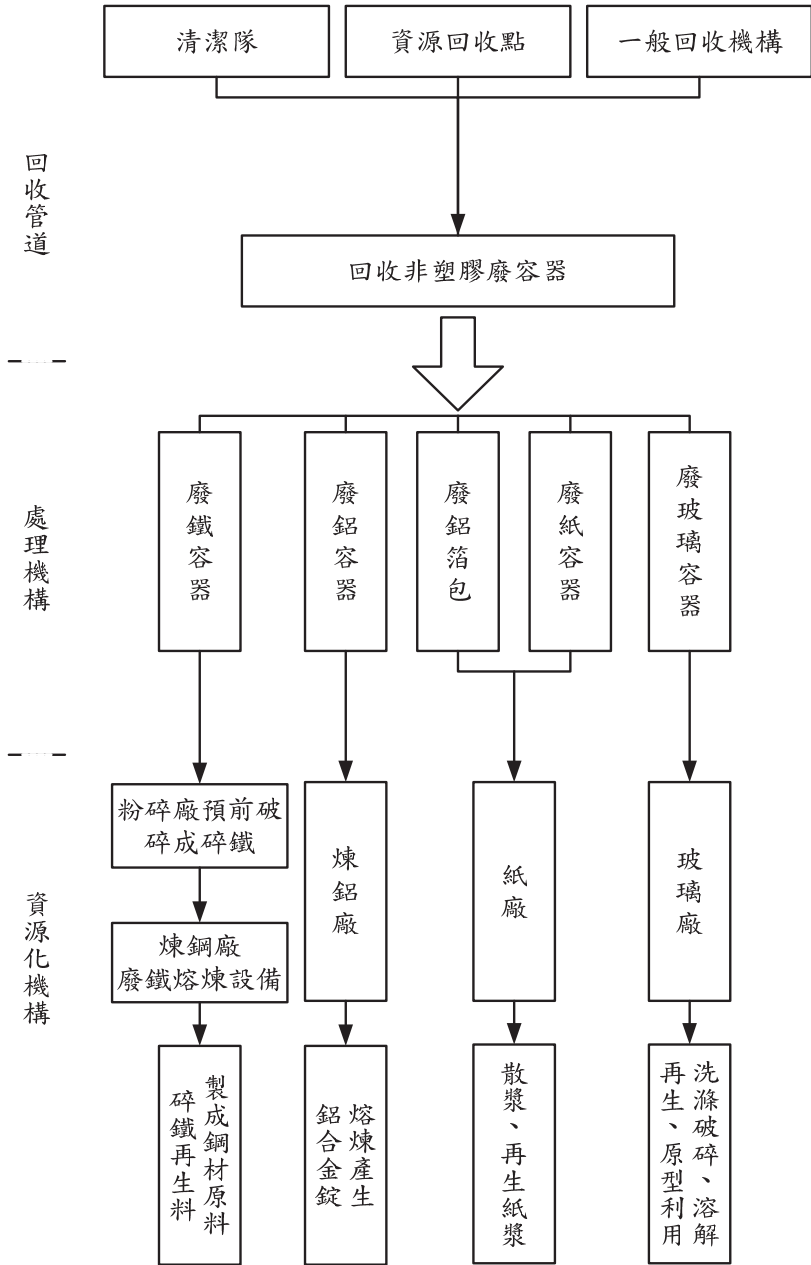 清潔隊
資源回收點
一般回收機構
回收管道
回收非塑膠廢容器
處理機構
廢鐵容器
廢鋁容器
廢鋁箔包
廢紙容器
廢玻璃容器
資源化機構
粉碎廠預前破
碎成碎鐵
煉鋼廠
廢鐵熔煉設備
煉鋁廠
紙廠
玻璃廠
製成鋼材原料
碎鐵再生料
熔煉產生
鋁合金錠
散漿、再生紙漿
洗滌破碎、溶解
再生、原型利用